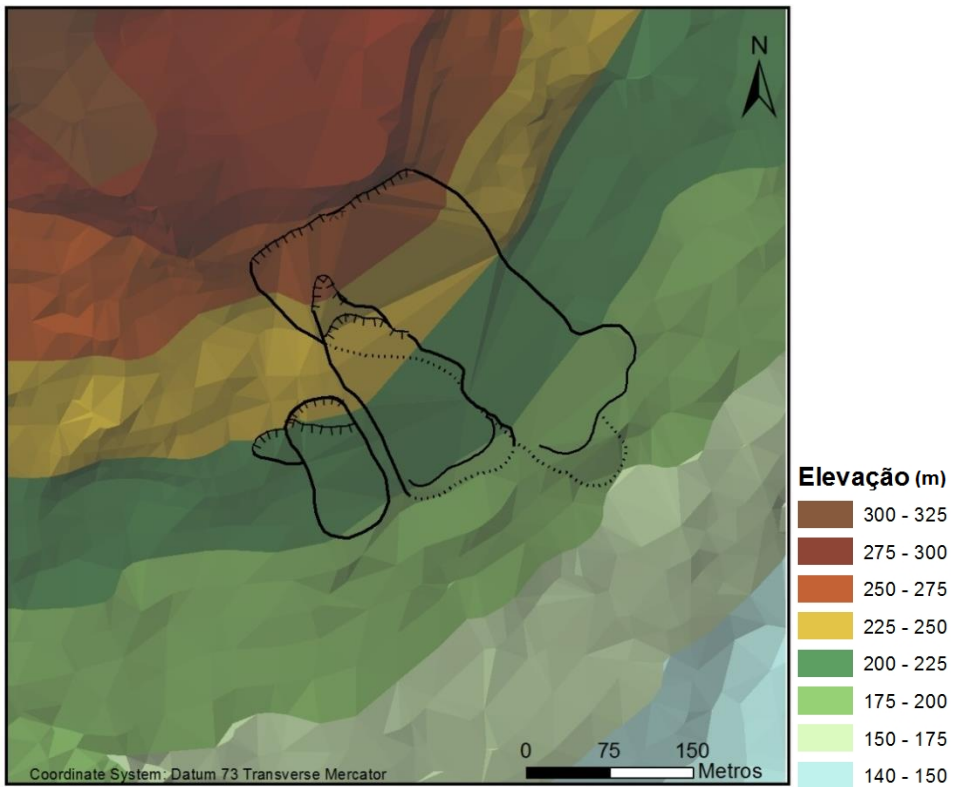 N
Elevação (m)
300 - 325
275 - 300
250 - 275
225 - 250
200 - 225
175 - 200
150 - 175
140 - 150
0 75 150
Metros
Coordinate System: Datum 73 Transverse Mercator